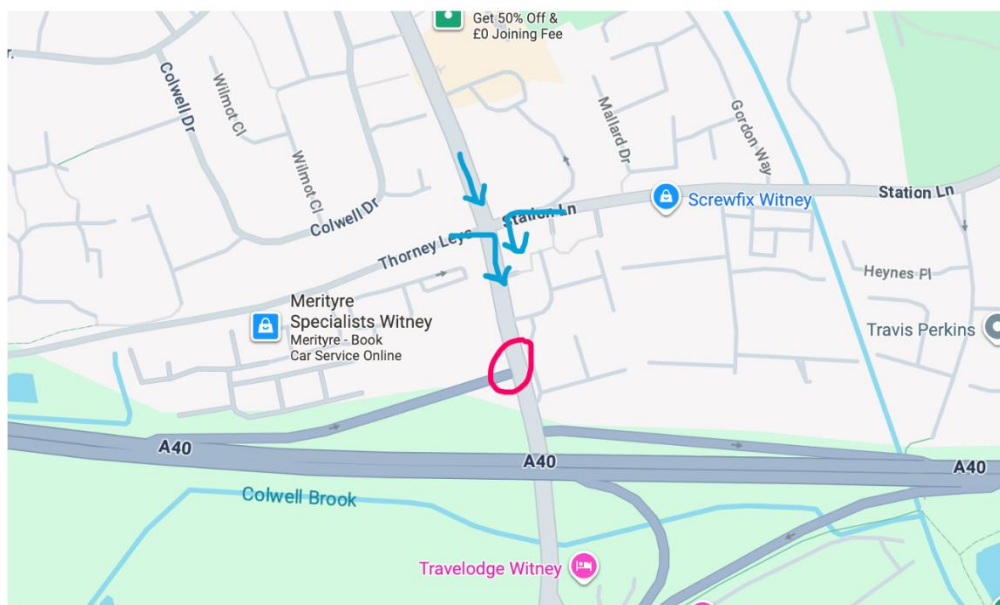 Get 50% Off &
£0 Joining Fee
r.
Colwell Dr
Wilmot Cl
Wilmot Cl
Mallard Dr
Gordon Way
Colwell Dr
Station Ln
Screwfix Witney
Station Ln
Thorney Leys
Heynes Pl
Merityre
Specialists Witney
Merityre - Book
Car Service Online
Travis Perkins
A40
A40
A40
Colwell Brook
Travelodge Witney